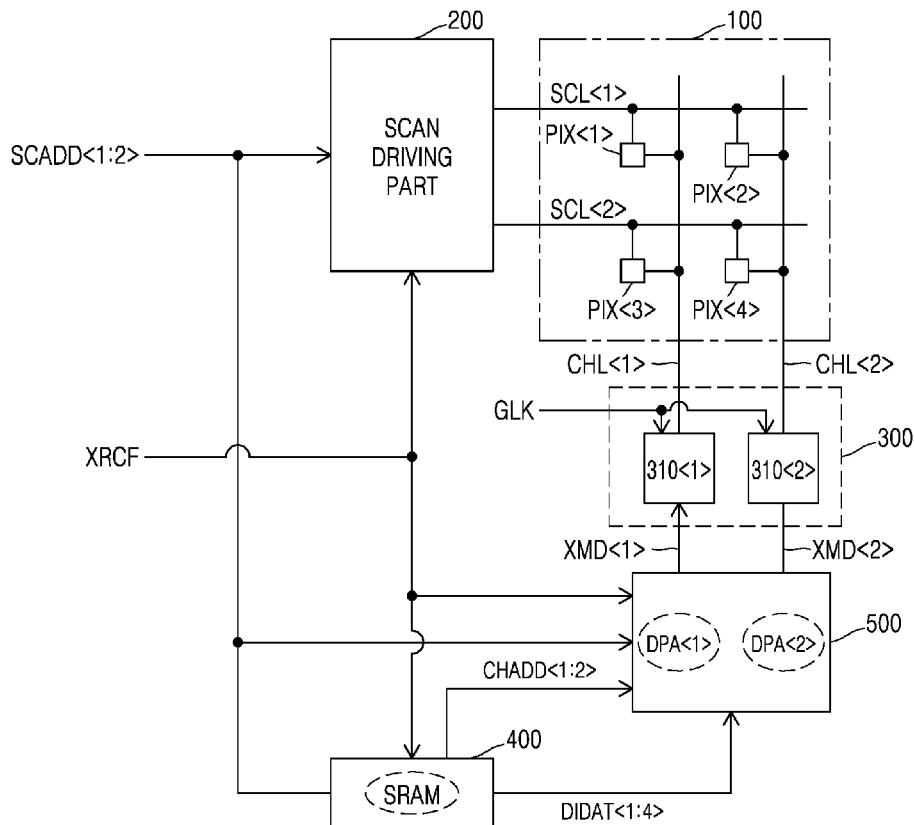 200
100
SCAN
DRIVING
PART
SCADD<1:2>
SCL<1>
PIX<1>
PIX<2>
SCL<2>
PIX<3>
PIX<4>
CHL<1>
CHL<2>
GLK
300
XRCF
310<1>
310<2>
XMD<1>
XMD<2>
DPA<1>
DPA<2>
500
CHADD<1:2>
400
SRAM
DIDAT<1:4>